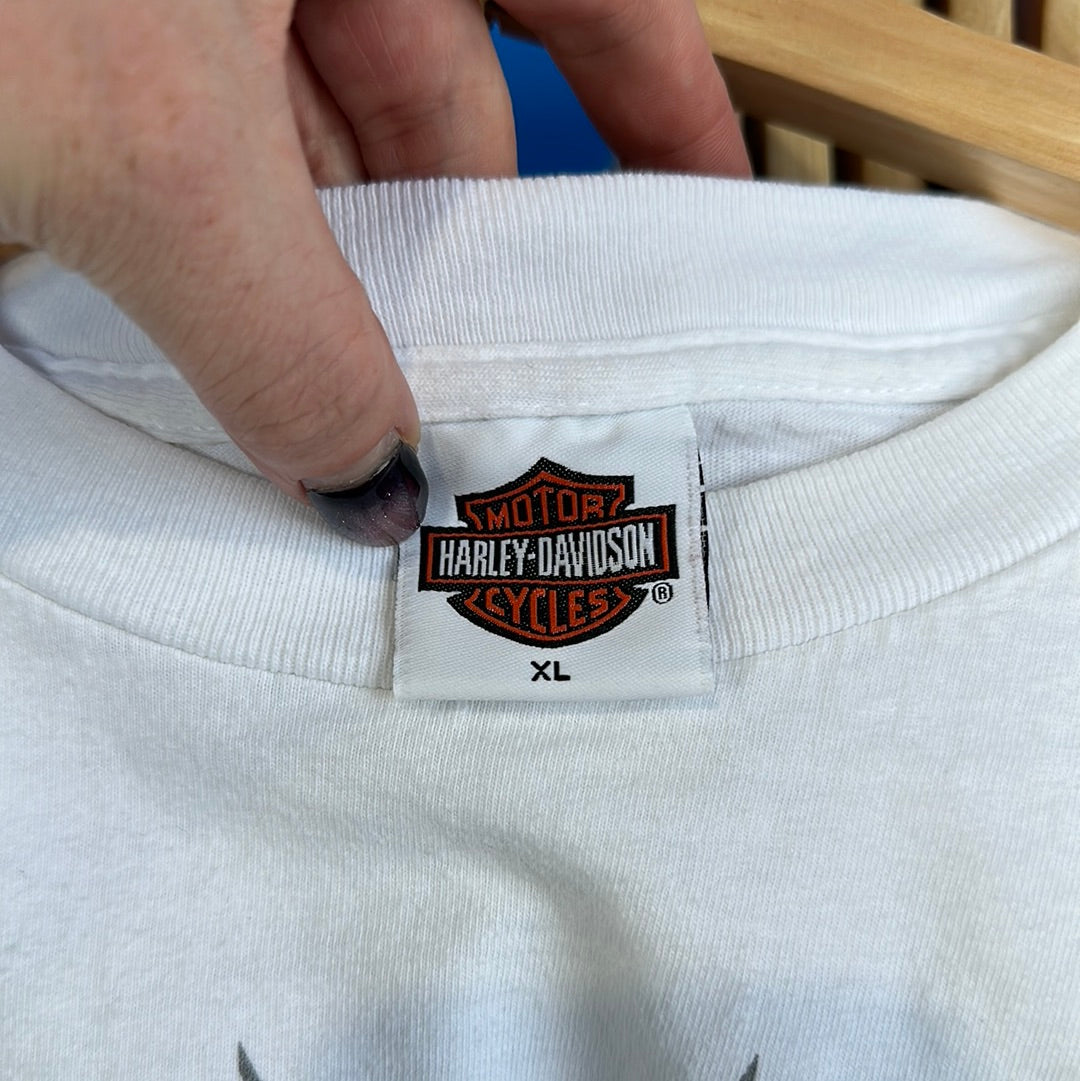 MOTOR
HARLEY-DAVIDSON
CYCLES
®
XL